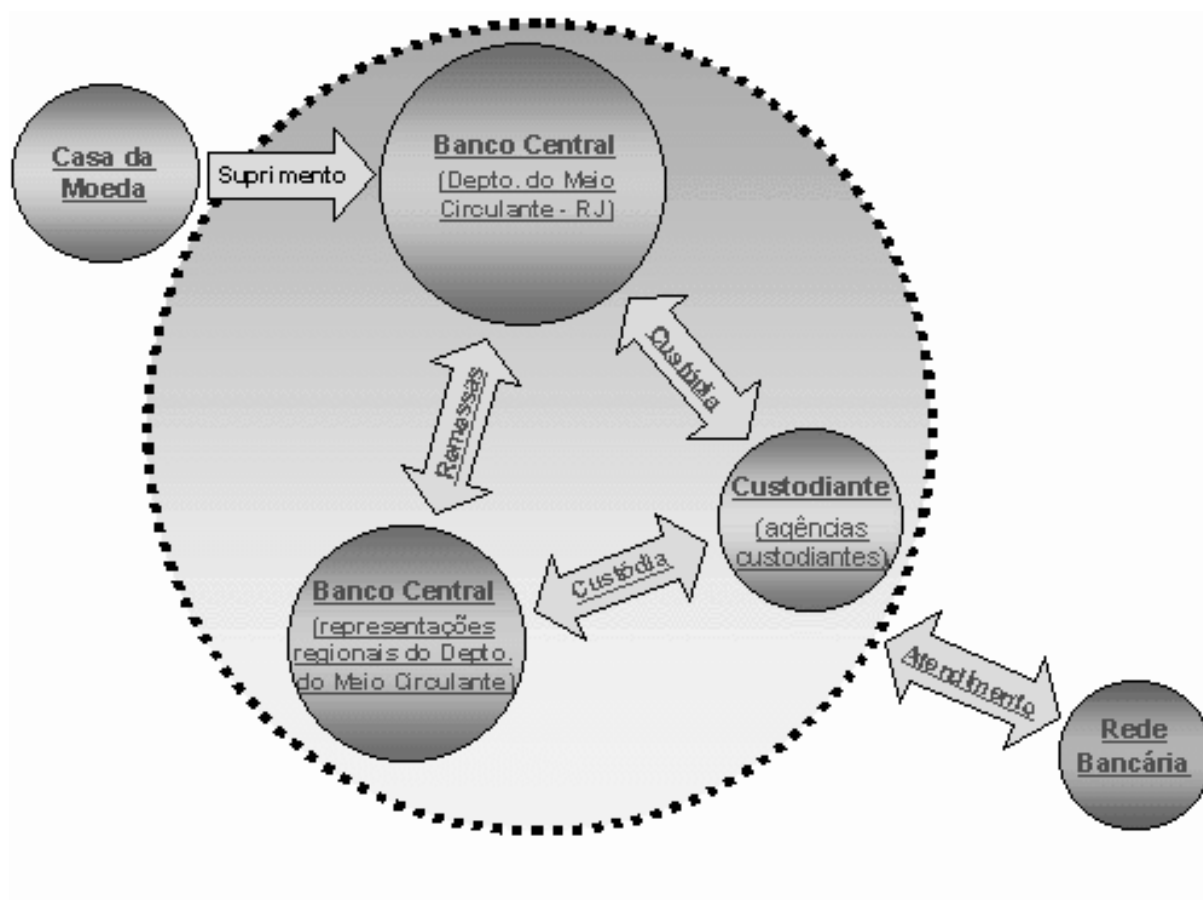 Casa da
Moeda
Suprimento
Banco Central
(Depto. do Meio
Circulante - RJ)
Custódia
Remessas
Custodiante
(agências
custodiantes)
Custódia
Banco Central
(representações
regionais do Depto.
do Meio Circulante)
Atendimento
Rede
Bancária